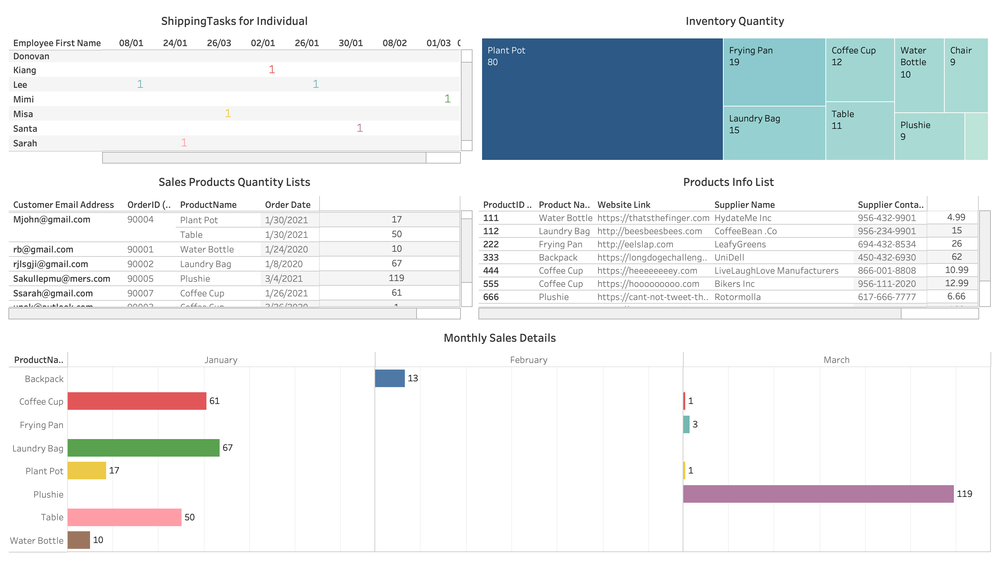 ShippingTasks for Individual
Employee First Name 08/01 24/01 26/03 02/01 26/01 30/01 08/02 01/03
Donovan
Kiang 1
Lee 1 1
Mimi 1
Misa 1
Santa 1
Sarah 1
Inventory Quantity
Plant Pot
80
Frying Pan
19
Laundry Bag
15
Coffee Cup
12
Table
11
Water
Bottle
10
Chair
9
Plushie
9
Sales Products Quantity Lists
Customer Email Address OrderID (.. ProductName Order Date
Mjohn@gmail.com 90004 Plant Pot 1/30/2021 17
Table 1/30/2021 50
rb@gmail.com 90001 Water Bottle 1/24/2020 10
rjlsgji@gmail.com 90002 Laundry Bag 1/8/2020 67
Sakullepmu@mers.com 90005 Plushie 3/4/2021 119
Ssarah@gmail.com 90007 Coffee Cup 1/26/2021 61
90003 Coffee Cup 3/26/2020 1
Products Info List
ProductID .. Product Na.. Website Link Supplier Name Supplier Conta..
111 Water Bottle https://thatsthefinger.com HydateMe Inc 956-432-9901 4.99
112 Laundry Bag http://beesbeesbees.com CoffeeBean .Co 956-234-9901 15
222 Frying Pan http://eelslap.com LeafyGreens 694-432-8534 26
333 Backpack https://longdogechalleng.. UniDell 450-432-6930 62
444 Coffee Cup https://heeeeeeeey.com LiveLaughLove Manufacturers 866-001-8808 10.99
555 Coffee Cup https://hooooooooo.com Bikers Inc 956-111-2020 12.99
666 Plushie https://cant-not-tweet-th.. Rotormolla 617-666-7777 6.66
Monthly Sales Details
ProductNa.. January February March
Backpack 13
Coffee Cup 61 1
Frying Pan 3
Laundry Bag 67
Plant Pot 17 1
Plushie 119
Table 50
Water Bottle 10